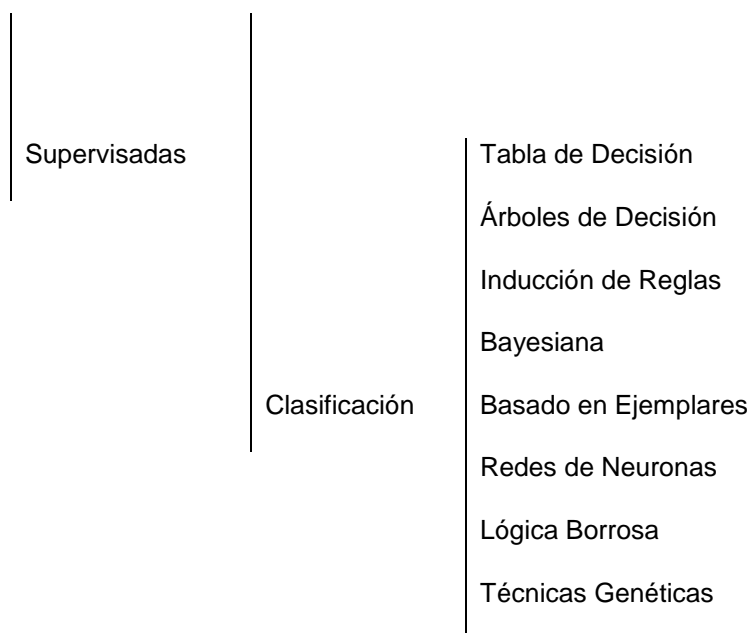 Supervisadas
Tabla de Decisión
Árboles de Decisión
Inducción de Reglas
Bayesiana
Clasificación
Basado en Ejemplares
Redes de Neuronas
Lógica Borrosa
Técnicas Genéticas